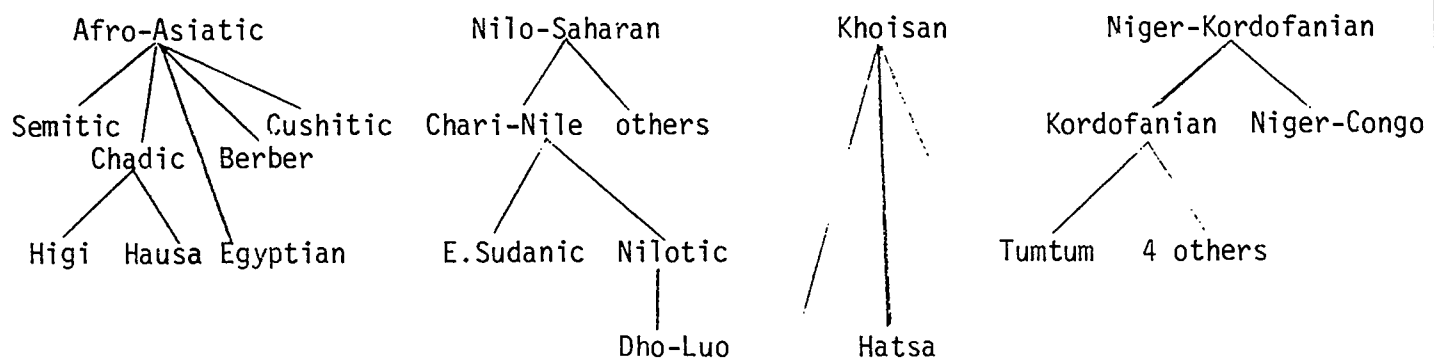 Afro-Asiatic Nilo-Saharan Khoisan Niger-Kordofanian
Semitic Cushitic Chari-Nile others Kordofanian Niger-Congo
Chadic Berber
Higi Hausa Egyptian E.Sudanic Nilotic Tumtum 4 others
Dho-Luo Hatsa